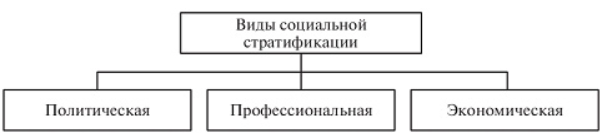 Виды социальной
стратификации
Политическая
Профессиональная
Экономическая